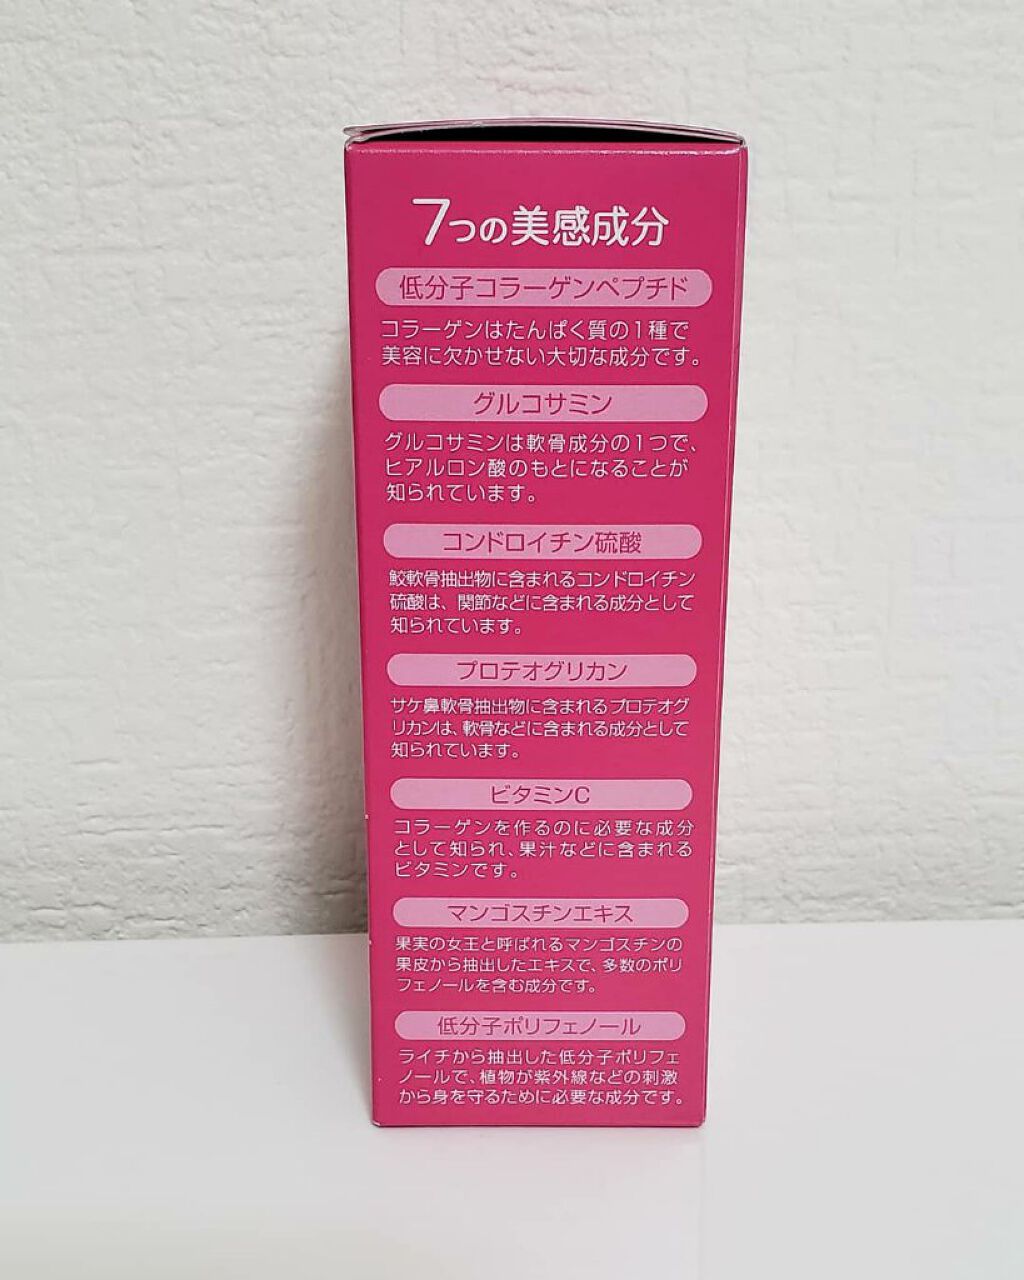 7つの美感成分
低分子コラーゲンペプチド
コラーゲンはたんぱく質の1種で
美容に欠かせない大切な成分です。
グルコサミン
グルコサミンは軟骨成分の1つで、
ヒアルロン酸のもとになることが
知られています。
コンドロイチン硫酸
鮫軟骨抽出物に含まれるコンドロイチン
硫酸は、関節などに含まれる成分として
知られています。
プロテオグリカン
サケ鼻軟骨抽出物に含まれるプロテオグ
リカンは、軟骨などに含まれる成分として
知られています。
ビタミンC
コラーゲンを作るのに必要な成分
として知られ、果汁などに含まれる
ビタミンです。
マンゴスチンエキス
果実の女王と呼ばれるマンゴスチンの
果皮から抽出したエキスで、多数のポリ
フェノールを含む成分です。
低分子ポリフェノール
ライチから抽出した低分子ポリフェ
ノールで、植物が紫外線などの刺激
から身を守るために必要な成分です。